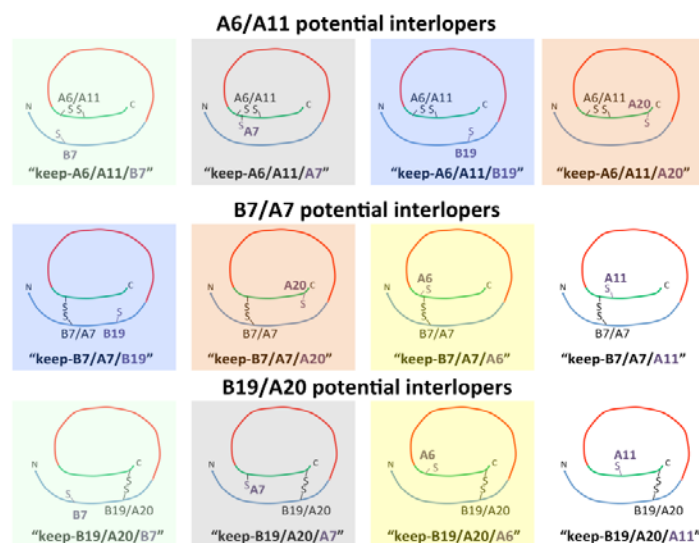 A6/A11 potential interlopers
N A6/A11 S S C S B7
"keep-A6/A11/B7"
N A6/A11 S S C S A7
"keep-A6/A11/A7"
N A6/A11 S S C S B19
"keep-A6/A11/B19"
N A6/A11 S S A20 C S
"keep-A6/A11/A20"
B7/A7 potential interlopers
N C S S S B7/A7 B19
"keep-B7/A7/B19"
N A20 C S S S B7/A7
"keep-B7/A7/A20"
N A6 S C S S B7/A7
"keep-B7/A7/A6"
N A11 S C S S B7/A7
"keep-B7/A7/A11"
B19/A20 potential interlopers
N C S S S B7 B19/A20
"keep-B19/A20/B7"
N C S A7 S S B19/A20
"keep-B19/A20/A7"
N A6 S C S S B19/A20
"keep-B19/A20/A6"
N A11 S C S S B19/A20
"keep-B19/A20/A11"